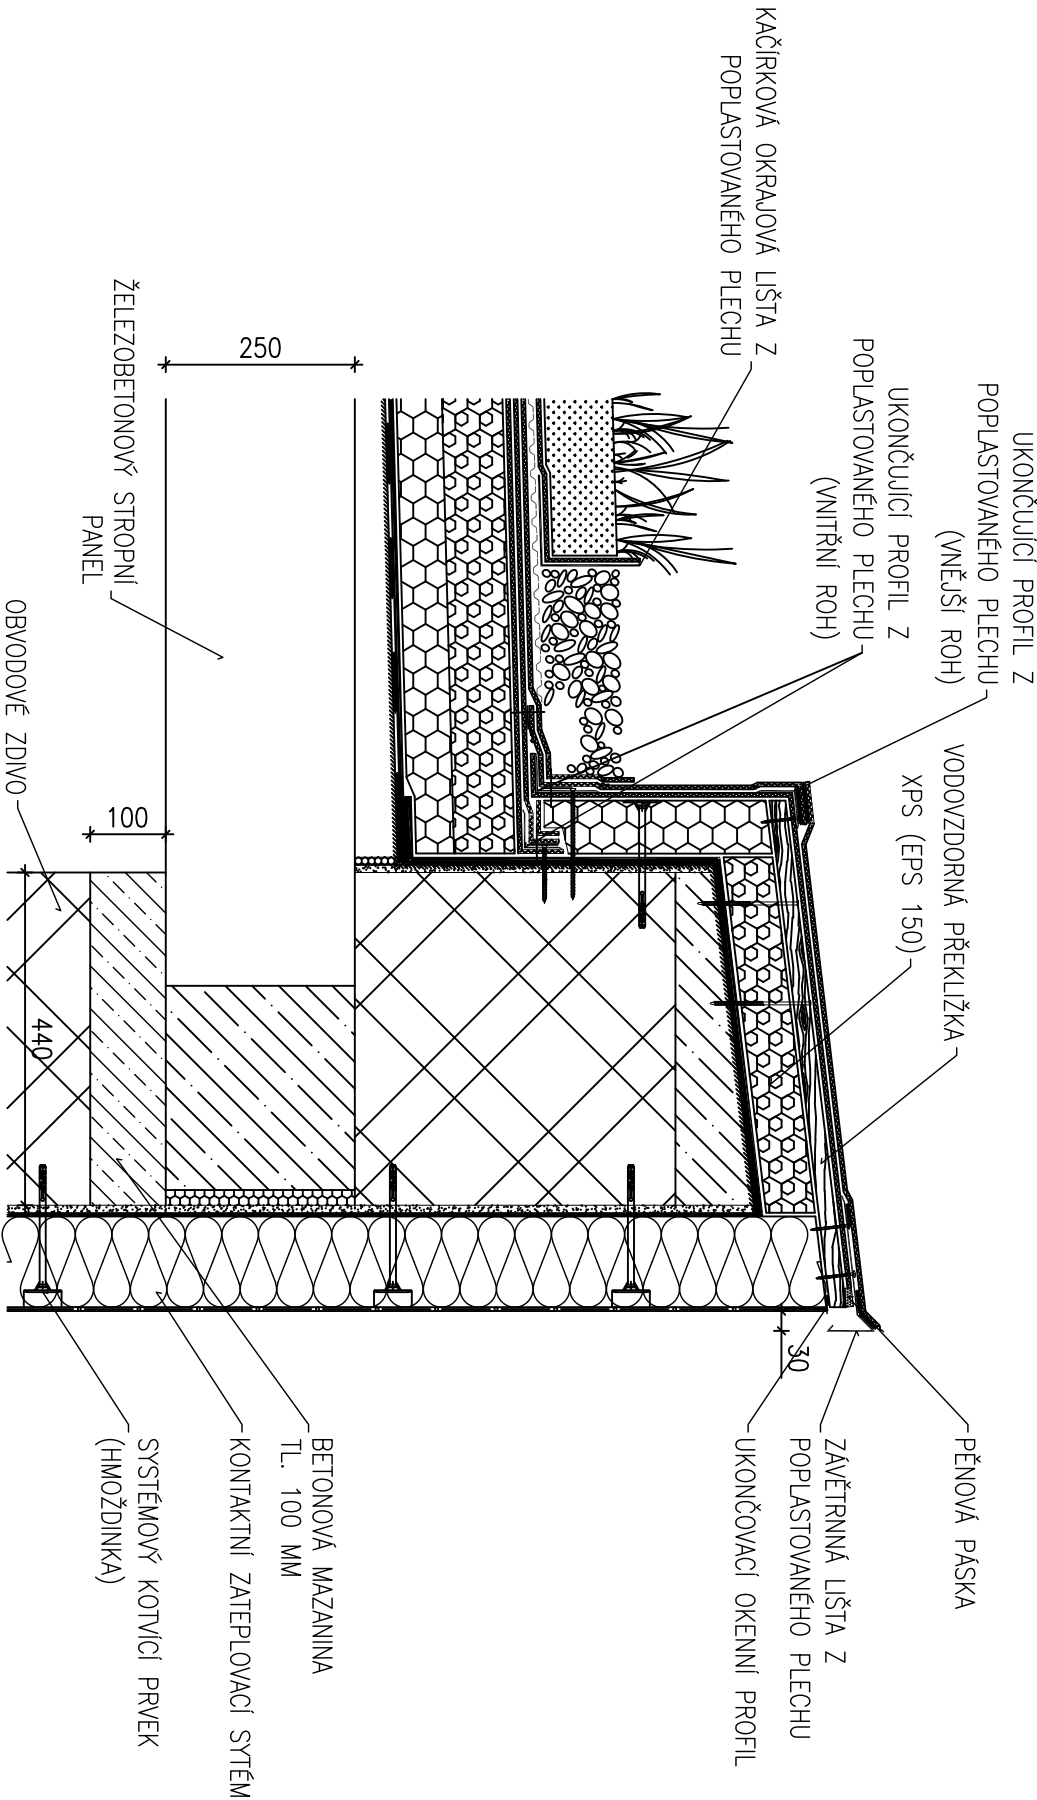 KAČÍRKOVÁ OKRAJOVÁ LIŠTA Z
POPLASTOVANÉHO PLECHU
UKONČUJÍCÍ PROFIL Z
POPLASTOVANÉHO PLECHU
(VNITŘNÍ ROH)
UKONČUJÍCÍ PROFIL Z
POPLASTOVANÉHO PLECHU
(VNĚJŠÍ ROH)
VODOVZDORNÁ PŘEKLIŽKA
XPS (EPS 150)
ŽELEZOBETONOVÝ STROPNÍ
PANEL
OBVODOVÉ ZDIVO
250
100
440
30
PĚNOVÁ PÁSKA
ZÁVĚTRNNÁ LIŠTA Z
POPLASTOVANÉHO PLECHU
UKONČOVACÍ OKENNÍ PROFIL
BETONOVÁ MAZANINA
TL. 100 MM
KONTAKTNÍ ZATEPLOVACÍ SYTÉM
SYSTÉMOVÝ KOTVÍCÍ PRVEK
(HMOŽDINKA)